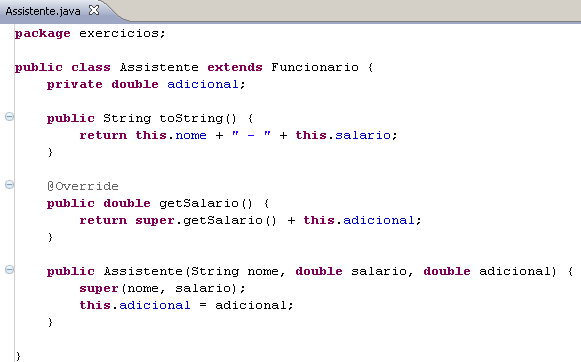 Assistente.java
package exercicios;
public class Assistente extends Funcionario {
private double adicional;
public String toString() {
return this.nome + " - " + this.salario;
}
@Override
public double getSalario() {
return super.getSalario() + this.adicional;
}
public Assistente(String nome, double salario, double adicional) {
super(nome, salario);
this.adicional = adicional;
}
}